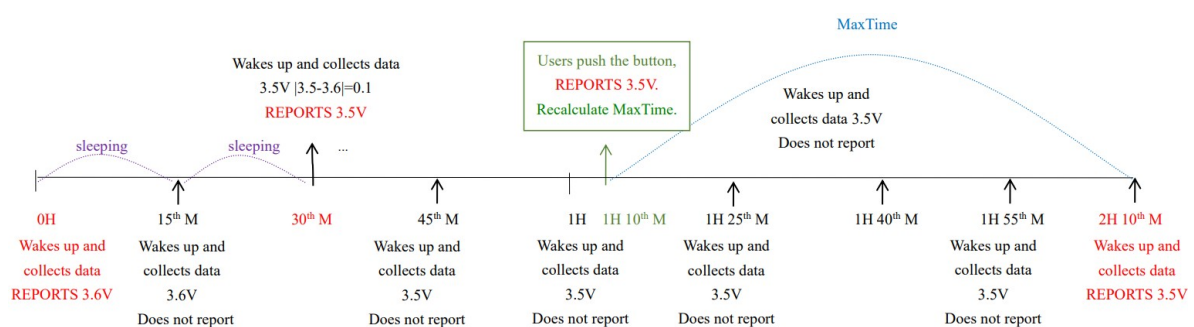 MaxTime
Wakes up and collects data
3.5V |3.5-3.6|=0.1
REPORTS 3.5V
Users push the button,
REPORTS 3.5V.
Recalculate MaxTime.
Wakes up and
collects data 3.5V
Does not report
sleeping
sleeping
...
0H
Wakes up and
collects data
REPORTS 3.6V
15th M
Wakes up and
collects data
3.6V
Does not report
30th M
45th M
Wakes up and
collects data
3.5V
Does not report
1H
Wakes up and
collects data
3.5V
Does not report
1H 10th M
1H 25th M
Wakes up and
collects data
3.5V
Does not report
1H 40th M
1H 55th M
Wakes up and
collects data
3.5V
Does not report
2H 10th M
Wakes up and
collects data
REPORTS 3.5V